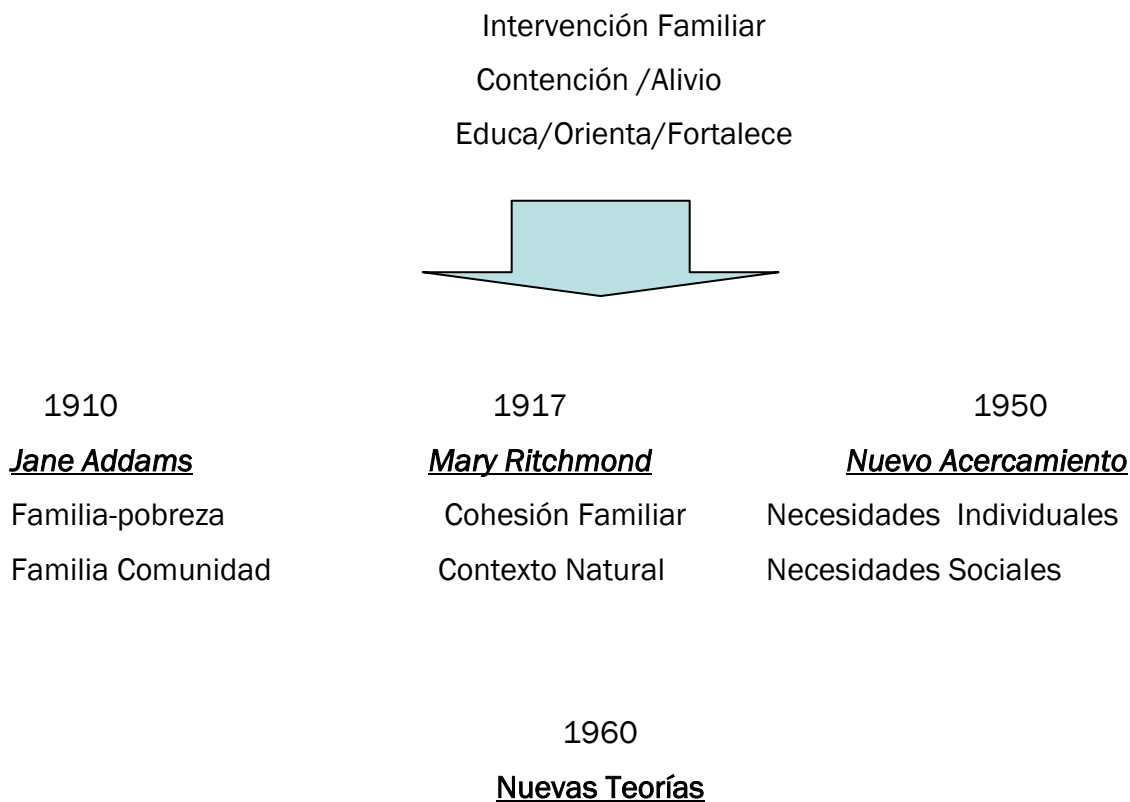 Intervención Familiar
Contención /Alivio
Educa/Orienta/Fortalece
1910 1917 1950
Jane Addams Mary Ritchmond Nuevo Acercamiento
Familia-pobreza Cohesión Familiar Necesidades Individuales
Familia Comunidad Contexto Natural Necesidades Sociales
1960
Nuevas Teorías